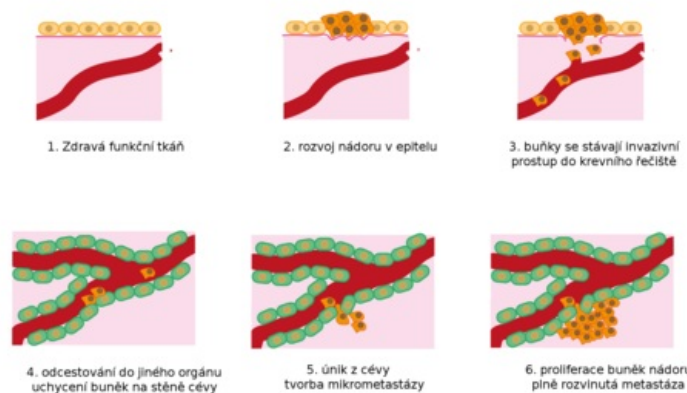 1. Zdravá funkční tkáň
2. rozvoj nádoru v epitelu
3. buňky se stávají invazivní
prostup do krevního řečiště
4. odcestování do jiného orgánu
uchycení buněk na stěně cévy
5. únik z cévy
tvorba mikrometastázy
6. proliferace buněk nádoru
plně rozvinutá metastáza